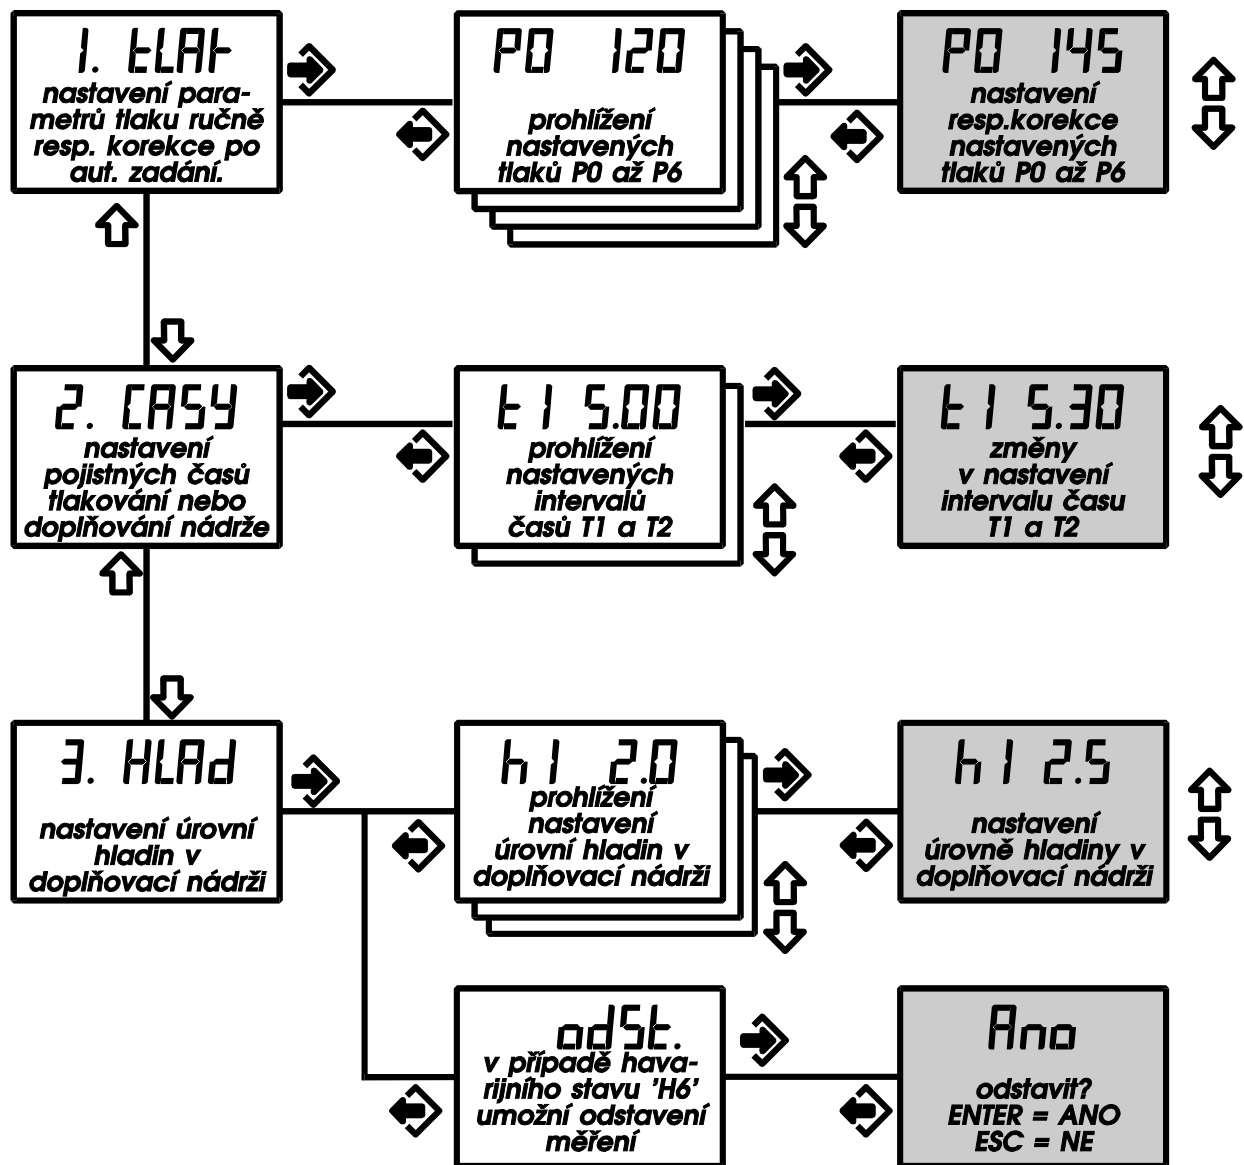 1. tLAk
nastavení para-
metrů tlaku ručně
resp. korekce po
aut. zadání.
P0 120
prohlížení
nastavených
tlaků P0 až P6
P0 145
nastavení
resp.korekce
nastavených
tlaků P0 až P6
2. CASY
nastavení
pojistných časů
tlakování nebo
doplňování nádrže
t1 5.00
prohlížení
nastavených
intervalů
časů T1 a T2
t1 5.30
změny
v nastavení
intervalu času
T1 a T2
3. HLAd
nastavení úrovní
hladin v
doplňovací nádrži
h1 2.0
prohlížení
nastavení
úrovní hladin v
doplňovací nádrži
h1 2.5
nastavení
úrovně hladiny v
doplňovací nádrži
odSt.
v případě hava-
rijního stavu 'H6'
umožní odstavení
měření
Ano
odstavit?
ENTER = ANO
ESC = NE